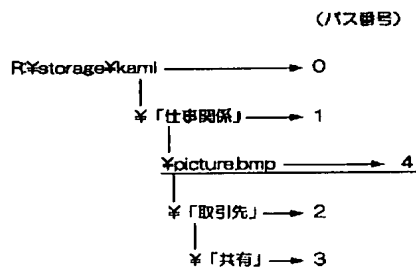 (パス番号)
R:¥storage¥kami 0
¥「仕事関係」 1
¥picture.bmp 4
¥「取引先」 2
¥「共有」 3